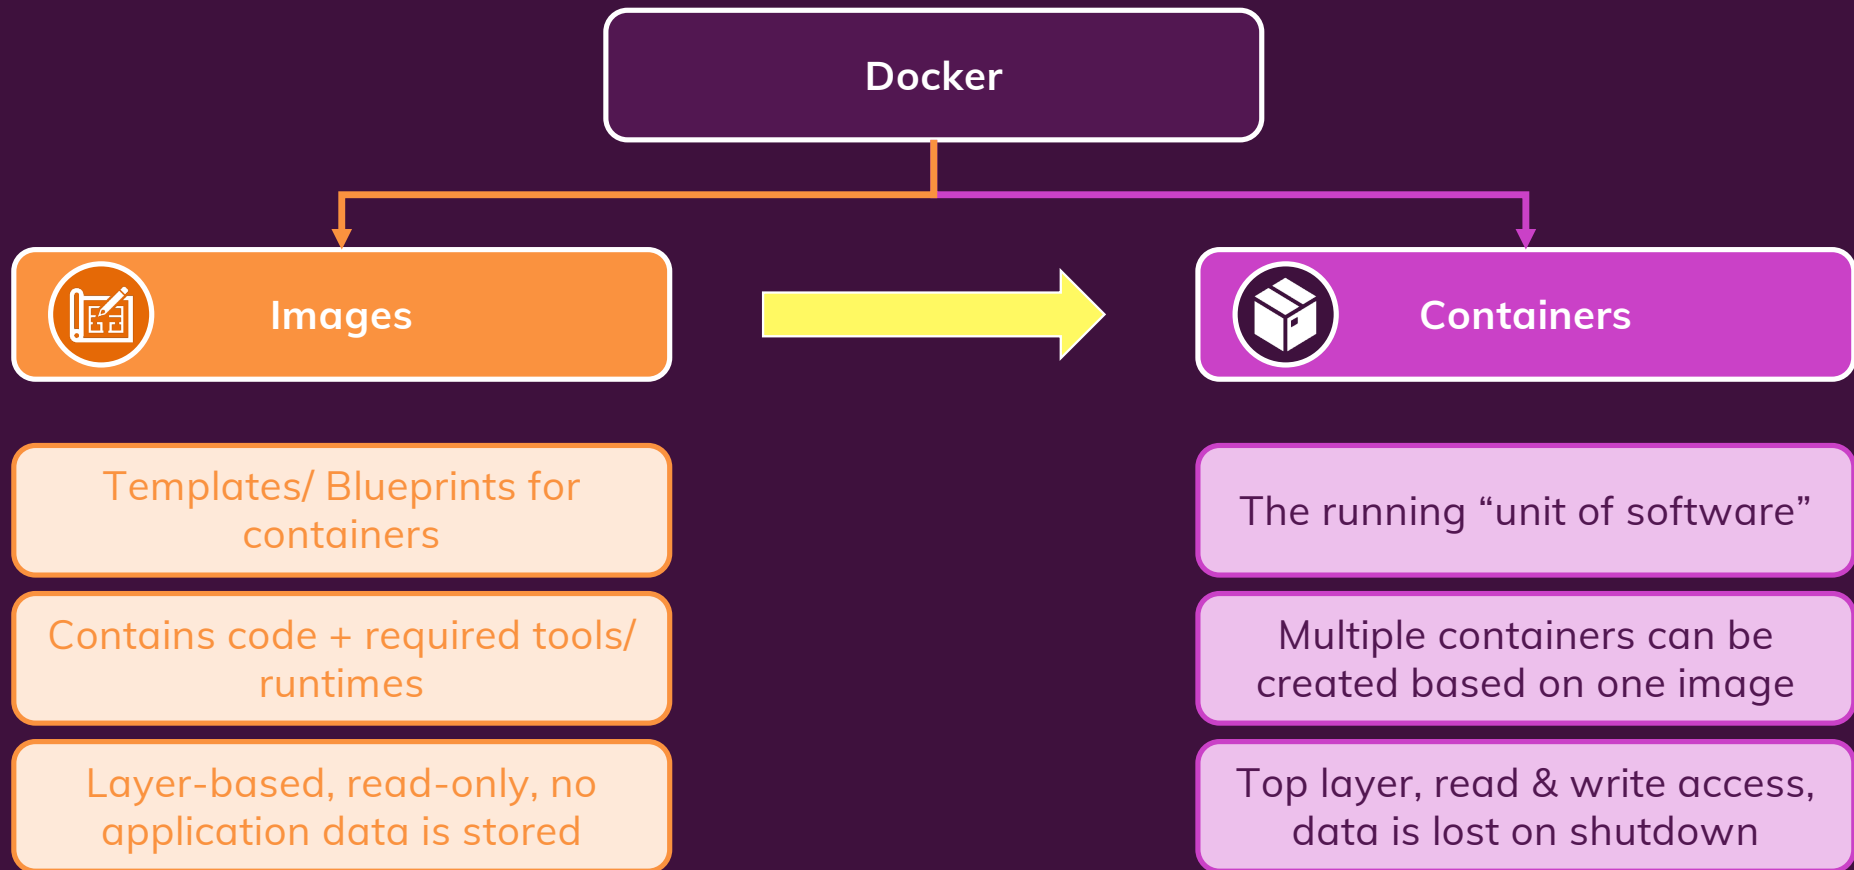 Docker
Images
Containers
Templates/ Blueprints for
containers
Contains code + required tools/
runtimes
Layer-based, read-only, no
application data is stored
The running “unit of software”
Multiple containers can be
created based on one image
Top layer, read & write access,
data is lost on shutdown